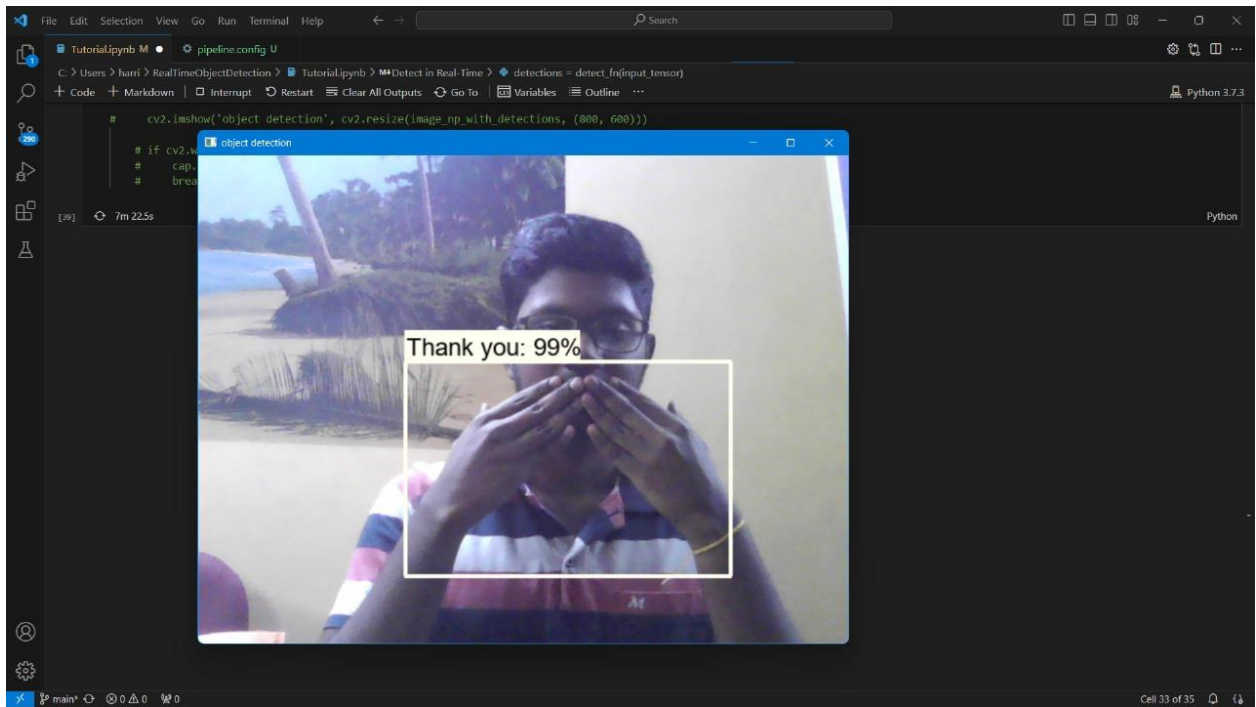 File Edit Selection View Go Run Terminal Help Search
Tutorial.ipynb M pipeline.config U
C: > Users > harri > RealTimeObjectDetection > Tutorial.ipynb > M+Detect in Real-Time > detections = detect_fn(input_tensor)
+ Code + Markdown | Interrupt Restart Clear All Outputs Go To | Variables Outline ... Python 3.7.3
# cv2.imshow('object detection', cv2.resize(image_np_with_detections, (800, 600)))
object detection
# if cv2.w
# cap.
# brea
[39] 7m 22.5s Python
Thank you: 99%
M
main* 0 0 0 Cell 33 of 35
1
290